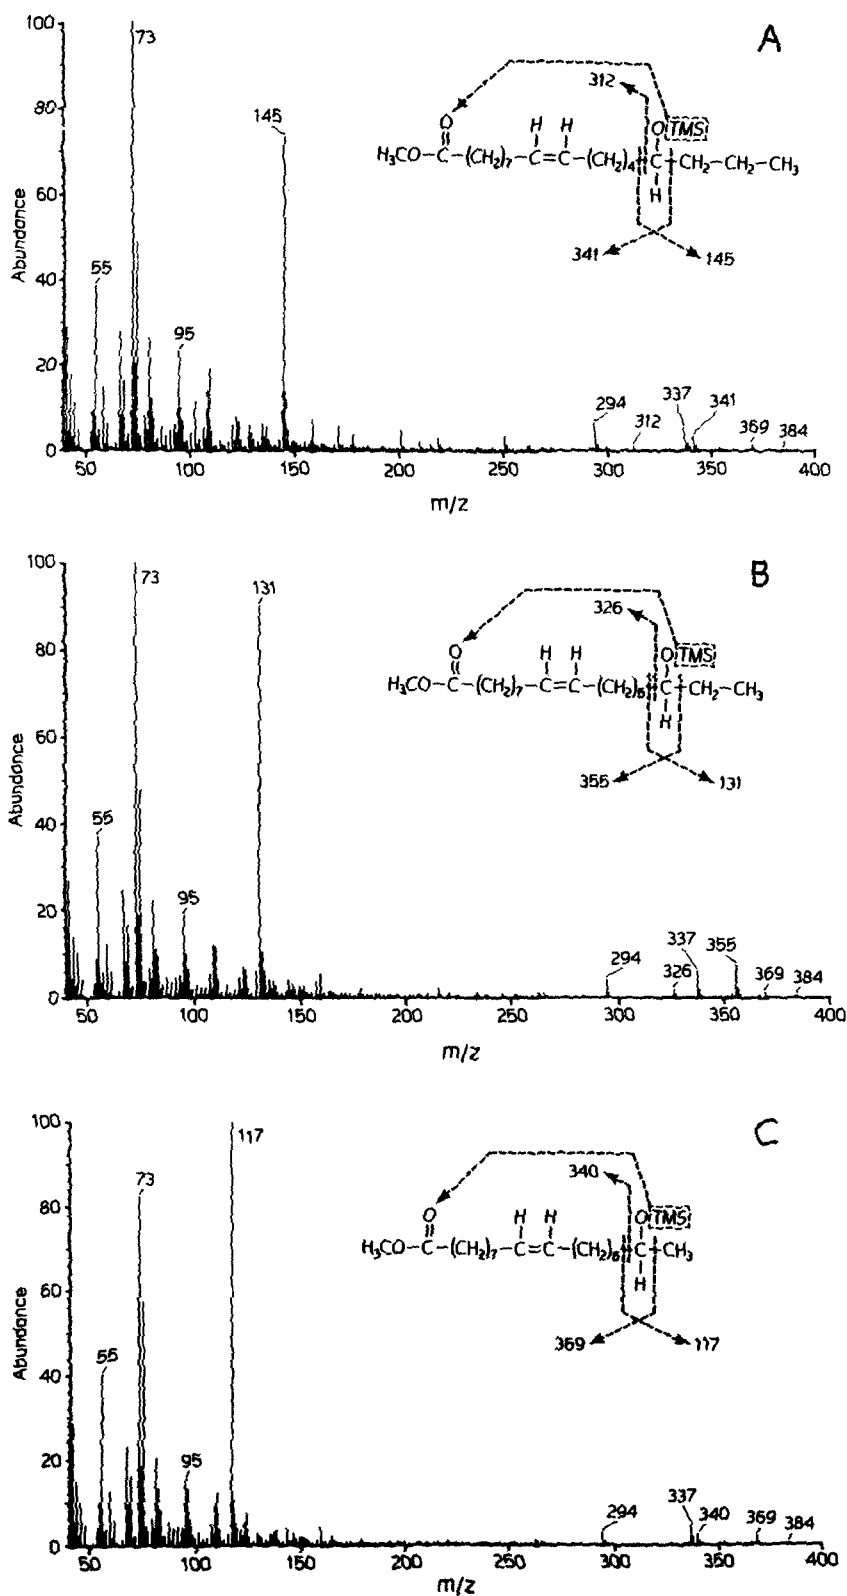 A
100
80
60
40
20
0
Abundance
73
145
55
95
294
312
337
341
369
384
50 100 150 200 250 300 350 400
m/z
312
O O TMS
H H
H₃CO–C–(CH₂)₇–C=C–(CH₂)₄–C–CH₂–CH₂–CH₃
H
341 145
B
100
80
60
40
20
0
Abundance
73
131
55
95
294
326
337
355
369
384
50 100 150 200 250 300 350 400
m/z
326
O O TMS
H H
H₃CO–C–(CH₂)₇–C=C–(CH₂)₅–C–CH₂–CH₃
H
355 131
C
100
80
60
40
20
0
Abundance
117
73
55
95
294
337
340
369
384
50 100 150 200 250 300 350 400
m/z
340
O O TMS
H H
H₃CO–C–(CH₂)₇–C=C–(CH₂)₆–C–CH₃
H
369 117